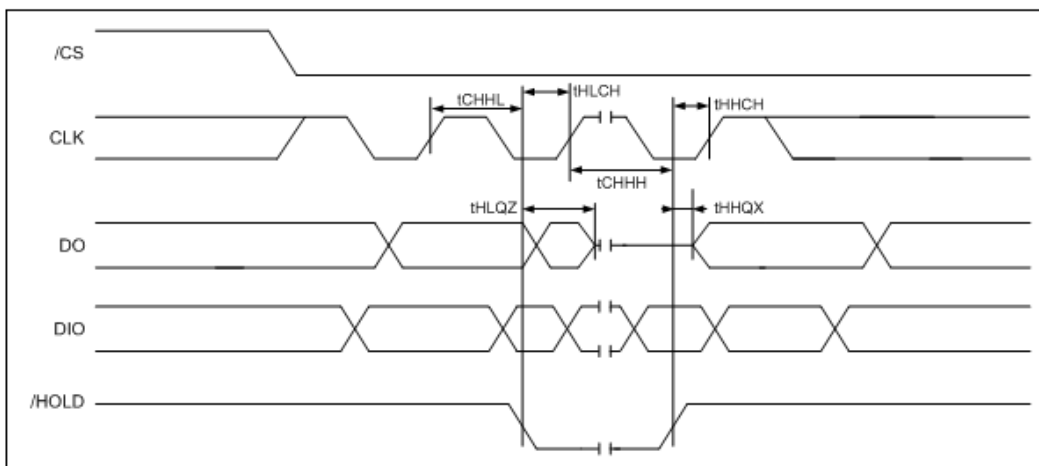 /CS
tCHHL
tHLCH
tHHCH
CLK
tCHHH
tHLQZ
tHHQX
DO
DIO
/HOLD